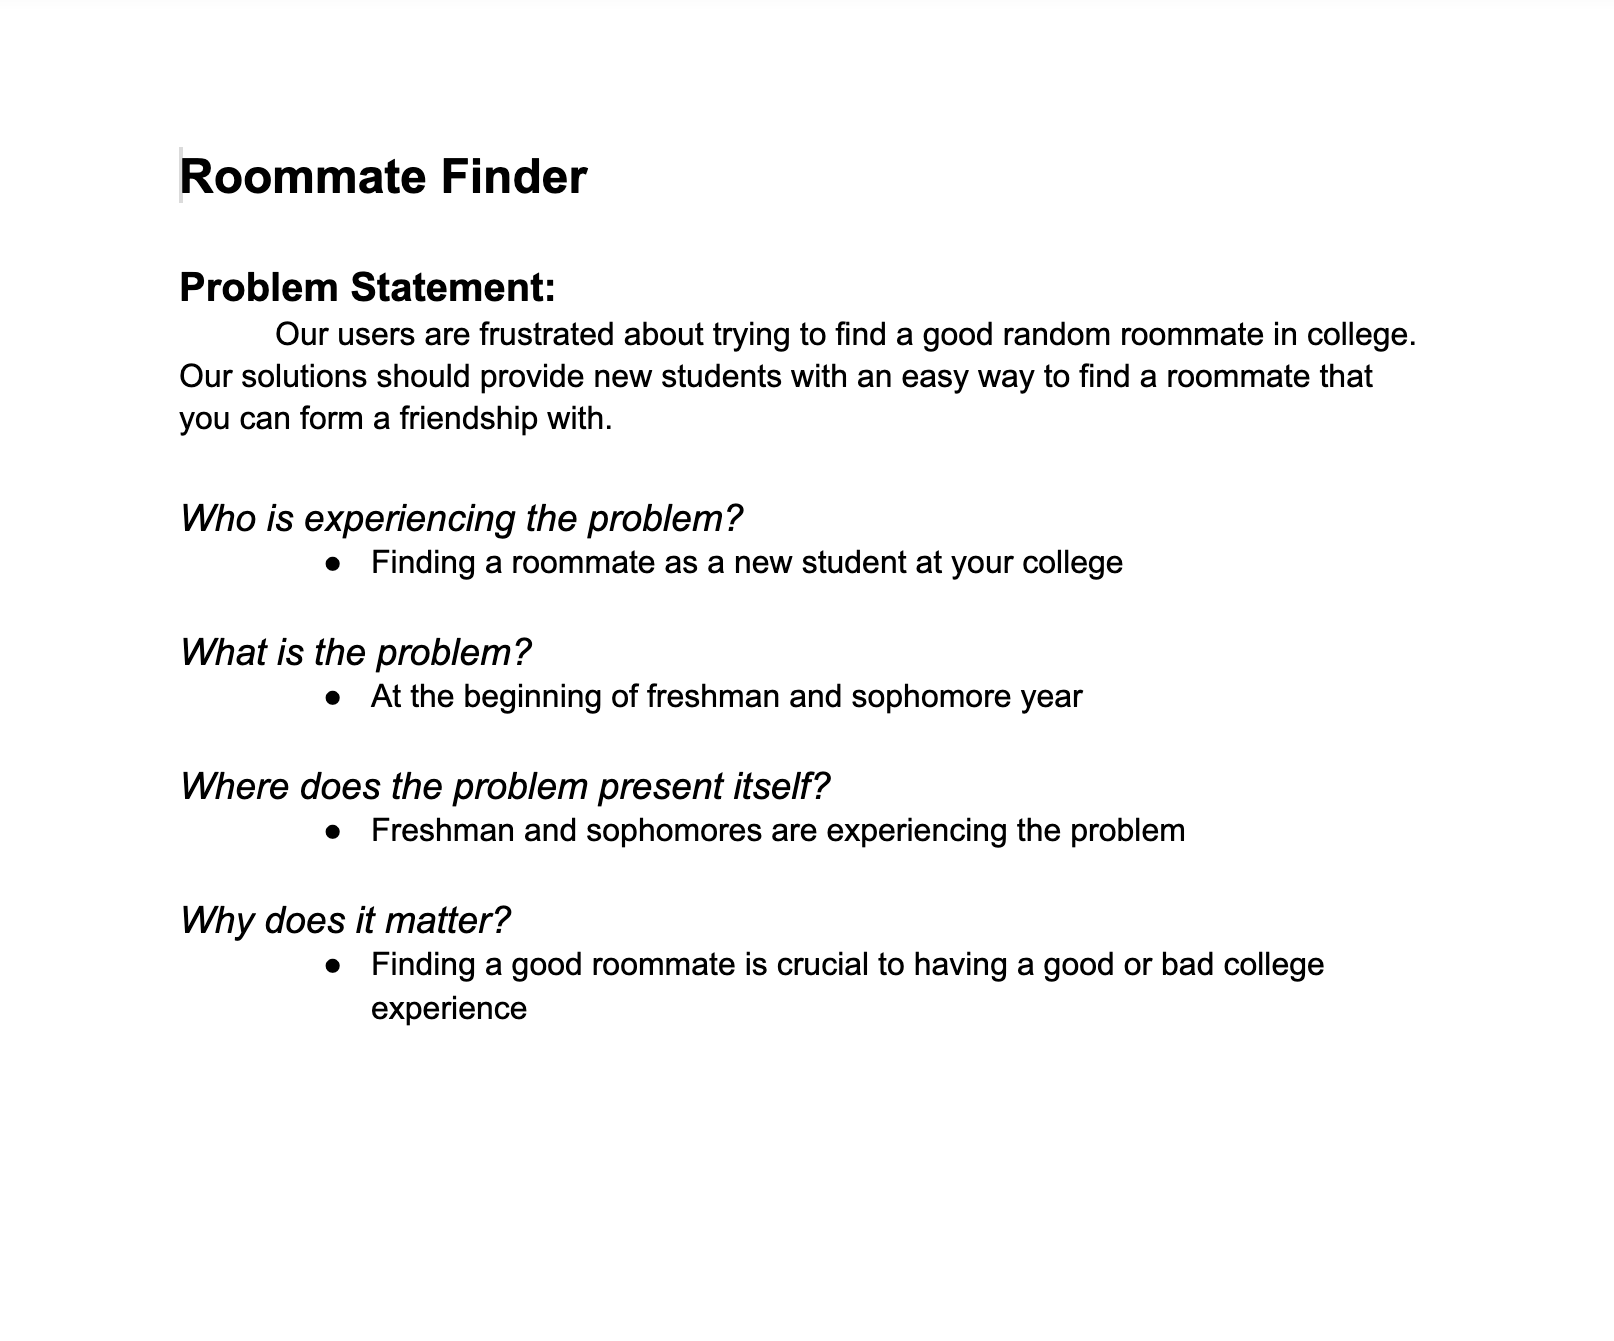 Roommate Finder
Problem Statement:
Our users are frustrated about trying to find a good random roommate in college.
Our solutions should provide new students with an easy way to find a roommate that
you can form a friendship with.
Who is experiencing the problem?
● Finding a roommate as a new student at your college
What is the problem?
● At the beginning of freshman and sophomore year
Where does the problem present itself?
● Freshman and sophomores are experiencing the problem
Why does it matter?
● Finding a good roommate is crucial to having a good or bad college
experience